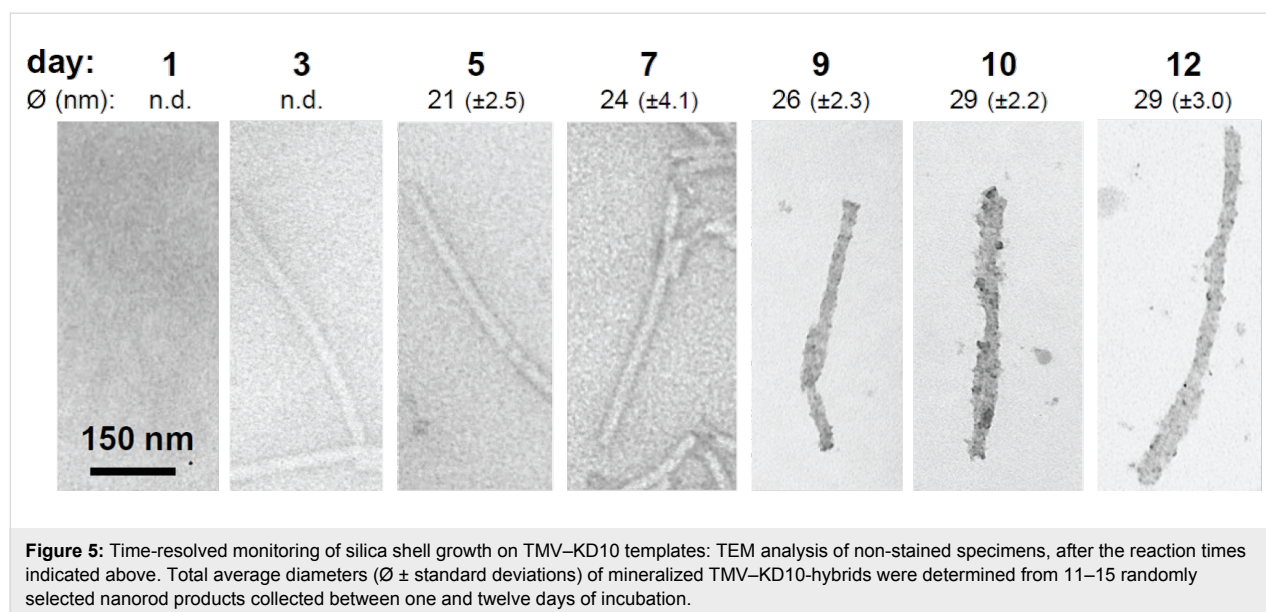 day: 1 3 5 7 9 10 12
Ø (nm): n.d. n.d. 21 (±2.5) 24 (±4.1) 26 (±2.3) 29 (±2.2) 29 (±3.0)
150 nm
Figure 5: Time-resolved monitoring of silica shell growth on TMV–KD10 templates: TEM analysis of non-stained specimens, after the reaction times
indicated above. Total average diameters (Ø ± standard deviations) of mineralized TMV–KD10-hybrids were determined from 11–15 randomly
selected nanorod products collected between one and twelve days of incubation.